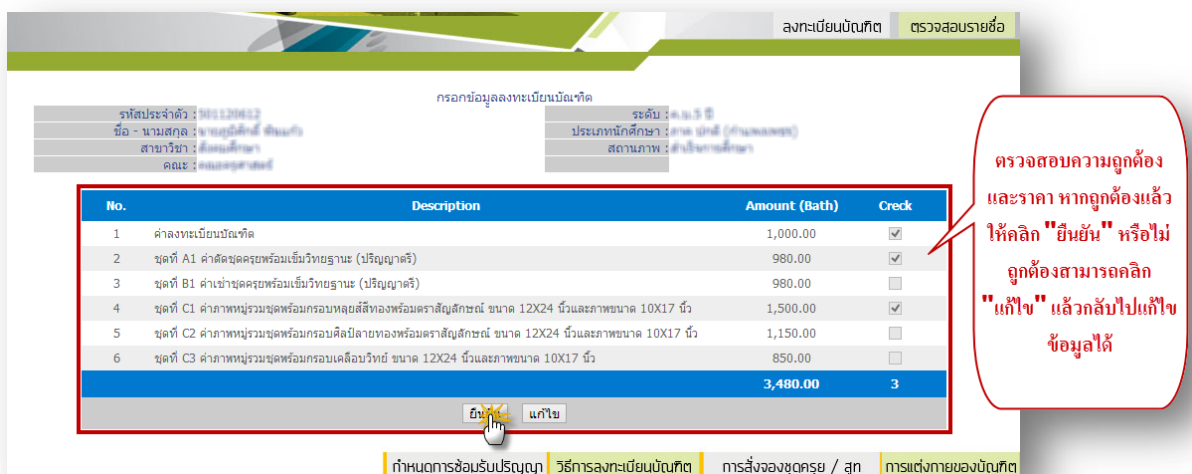 ลงทะเบียนบัณฑิต ตรวจสอบรายชื่อ
กรอกข้อมูลลงทะเบียนบัณฑิต
รหัสประจำตัว : ระดับ :
ชื่อ - นามสกุล : ประเภทนักศึกษา :
สาขาวิชา : สถานภาพ :
คณะ :
No. Description Amount (Bath) Creck
1 ค่าลงทะเบียนบัณฑิต 1,000.00
2 ชุดที่ A1 ค่าตัดชุดครุยพร้อมเข็มวิทยฐานะ (ปริญญาตรี) 980.00
3 ชุดที่ B1 ค่าเช่าชุดครุยพร้อมเข็มวิทยฐานะ (ปริญญาตรี) 980.00
4 ชุดที่ C1 ค่าภาพหมู่รวมชุดพร้อมกรอบหลุยส์สีทองพร้อมตราสัญลักษณ์ ขนาด 12X24 นิ้วและภาพขนาด 10X17 นิ้ว 1,500.00
5 ชุดที่ C2 ค่าภาพหมู่รวมชุดพร้อมกรอบศิลป์ลายทองพร้อมตราสัญลักษณ์ ขนาด 12X24 นิ้วและภาพขนาด 10X17 นิ้ว 1,150.00
6 ชุดที่ C3 ค่าภาพหมู่รวมชุดพร้อมกรอบเคลือบวิทย์ ขนาด 12X24 นิ้วและภาพขนาด 10X17 นิ้ว 850.00
3,480.00 3
แก้ไข
ตรวจสอบความถูกต้อง
และราคา หากถูกต้องแล้ว
ให้คลิก "ยืนยัน" หรือไม่
ถูกต้องสามารถคลิก
"แก้ไข" แล้วกลับไปแก้ไข
ข้อมูลได้
กำหนดการซ้อมรับปริญญา วิธีการลงทะเบียนบัณฑิต การสั่งจองชุดครุย / สูท การแต่งกายของบัณฑิต